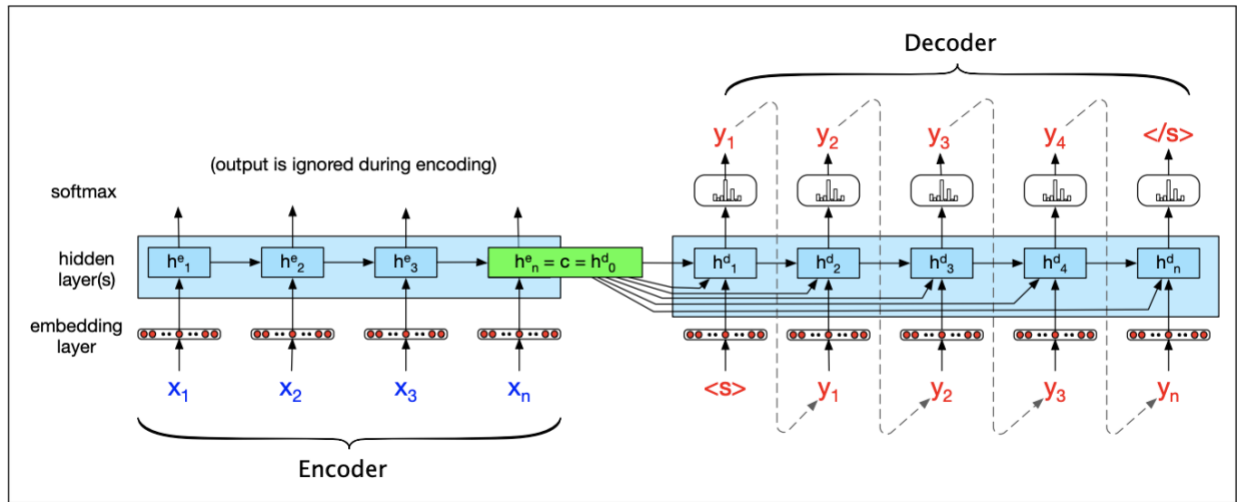 Decoder
y₁ y₂ y₃ y₄ </s>
(output is ignored during encoding)
softmax
hidden
layer(s)
hᵉ₁ hᵉ₂ hᵉ₃ hᵉₙ = c = hᵈ₀ hᵈ₁ hᵈ₂ hᵈ₃ hᵈ₄ hᵈₙ
embedding
layer
x₁ x₂ x₃ xₙ <s> y₁ y₂ y₃ yₙ
Encoder